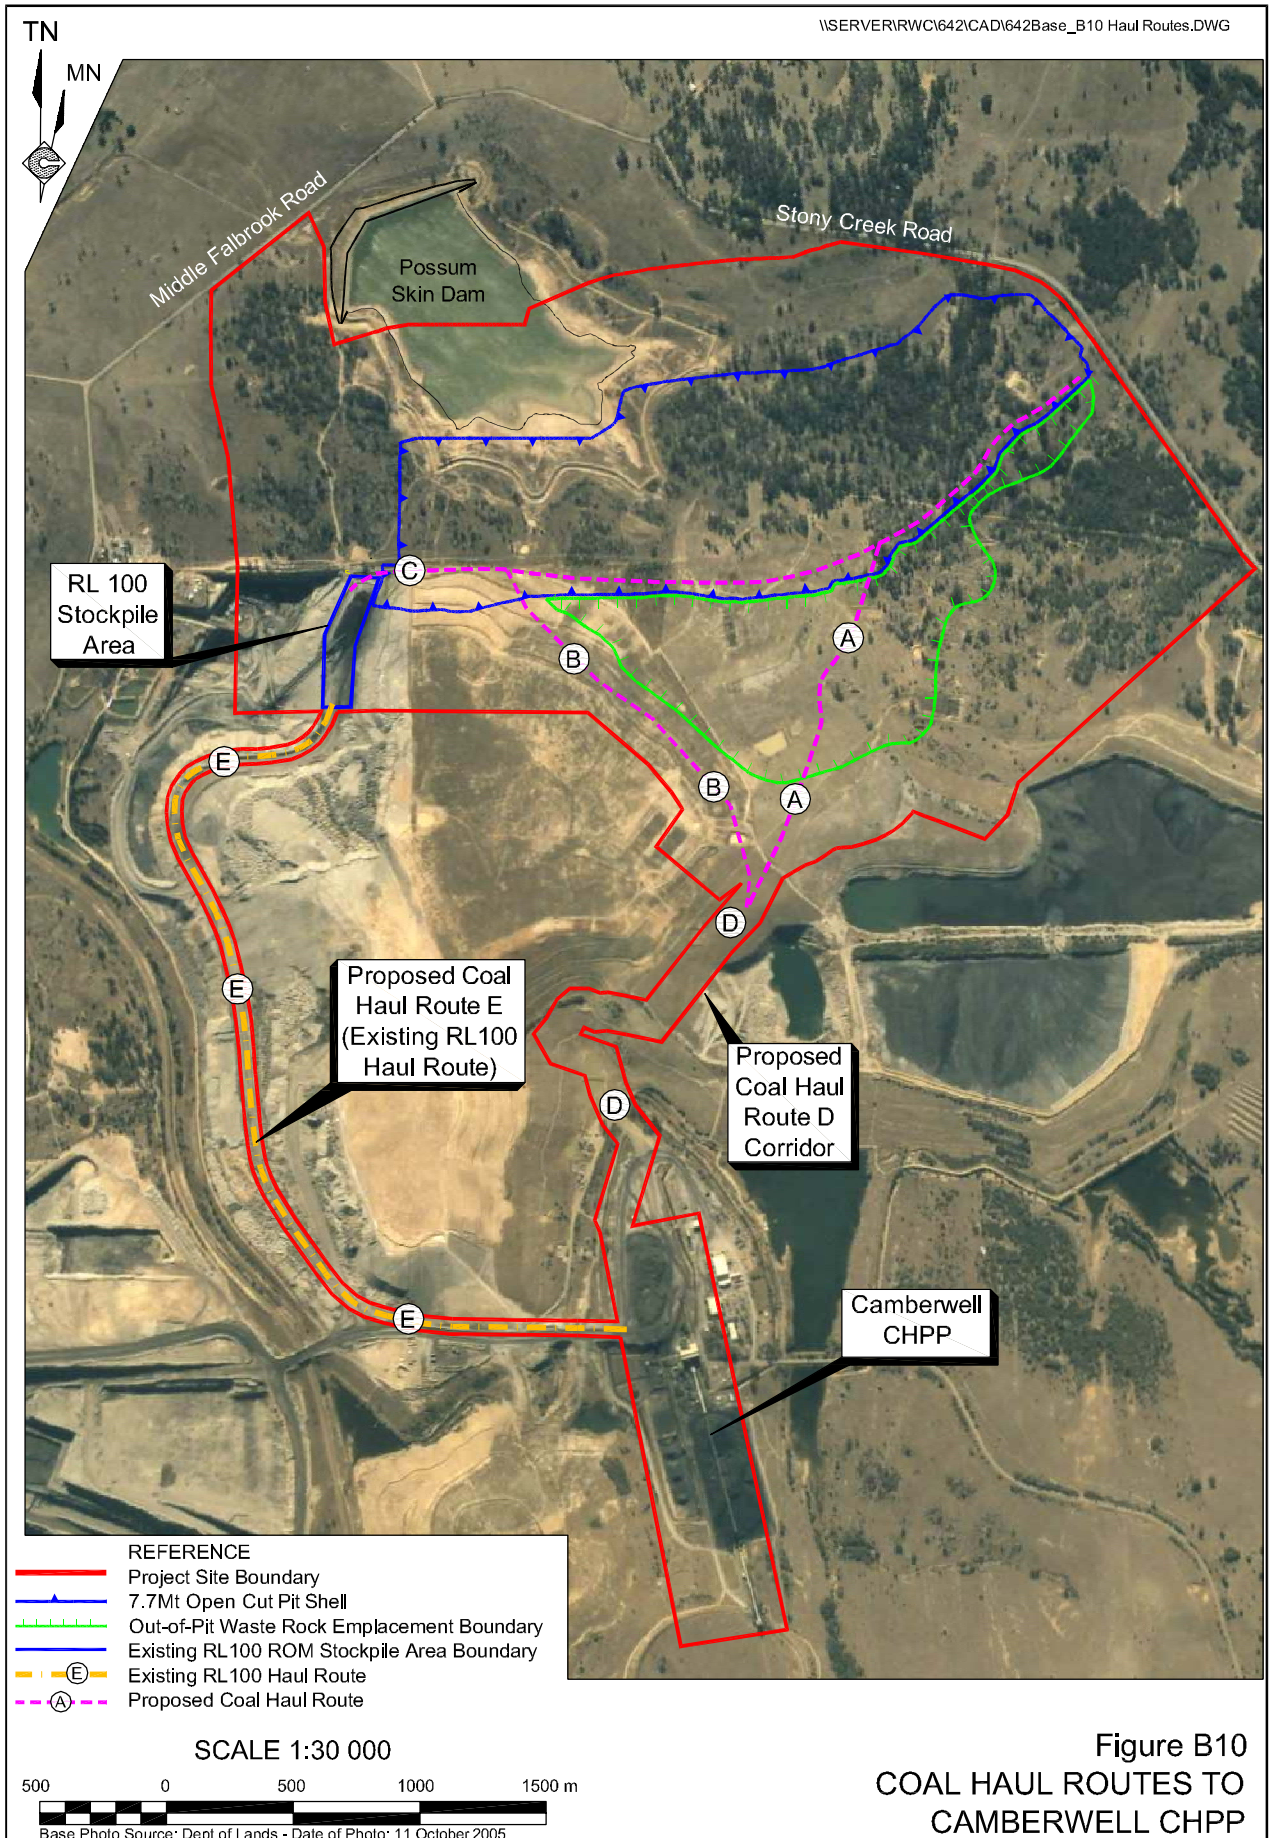 \\SERVER\RWC\642\CAD\642Base_B10 Haul Routes.DWG
TN
MN
Middle Falbrook Road
Stony Creek Road
Possum
Skin Dam
RL 100
Stockpile
Area
C
B
A
B
A
E
D
E
Proposed Coal
Haul Route E
(Existing RL100
Haul Route)
Proposed
Coal Haul
Route D
Corridor
D
E
Camberwell
CHPP
REFERENCE
Project Site Boundary
7.7Mt Open Cut Pit Shell
Out-of-Pit Waste Rock Emplacement Boundary
Existing RL100 ROM Stockpile Area Boundary
E Existing RL100 Haul Route
A Proposed Coal Haul Route
SCALE 1:30 000
500 0 500 1000 1500 m
Base Photo Source: Dept of Lands - Date of Photo: 11 October 2005
Figure B10
COAL HAUL ROUTES TO
CAMBERWELL CHPP